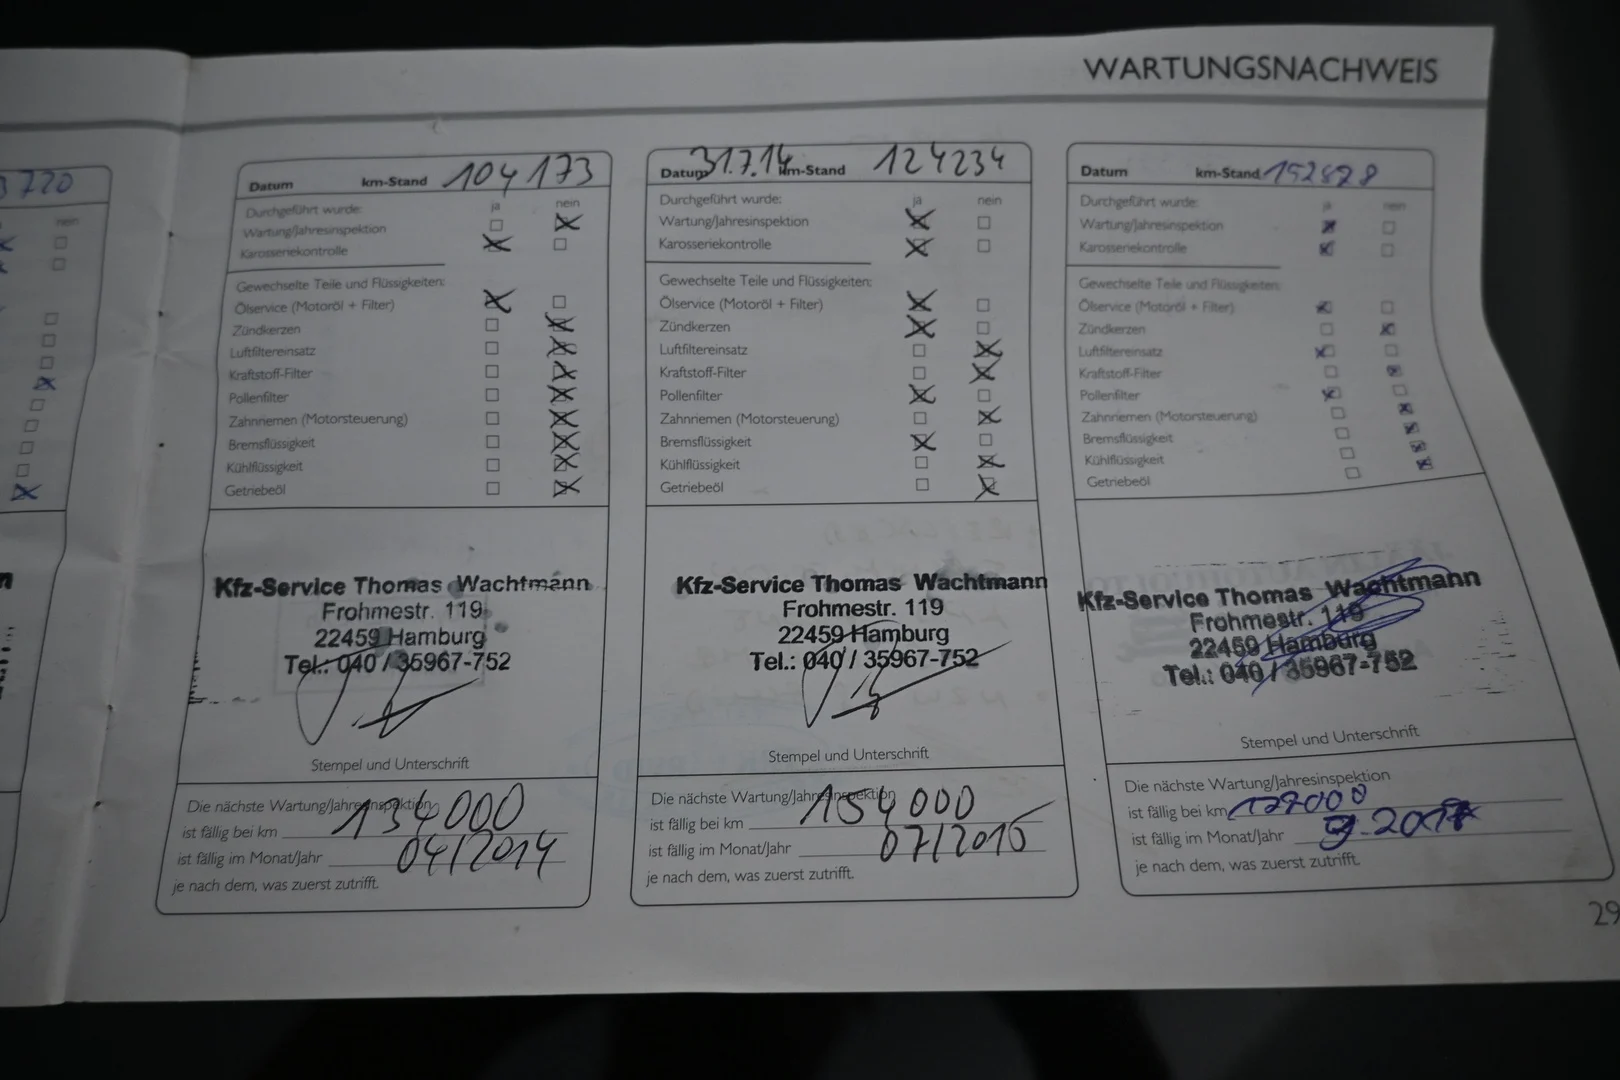 WARTUNGSNACHWEIS
3720
nein
Datum km-Stand 104173
Durchgeführt wurde: ja nein
Wartung/Jahresinspektion
Karosseriekontrolle
Gewechselte Teile und Flüssigkeiten:
Ölservice (Motoröl + Filter)
Zündkerzen
Luftfiltereinsatz
Kraftstoff-Filter
Pollenfilter
Zahnriemen (Motorsteuerung)
Bremsflüssigkeit
Kühlflüssigkeit
Getriebeöl
Kfz-Service Thomas Wachtmann
Frohmestr. 119
22459 Hamburg
Tel.: 040 / 35967-752
Stempel und Unterschrift
Die nächste Wartung/Jahresinspektion
ist fällig bei km 134000
ist fällig im Monat/Jahr 04/2014
je nach dem, was zuerst zutrifft.
Datum 31.7.14 km-Stand 124234
Durchgeführt wurde: ja nein
Wartung/Jahresinspektion
Karosseriekontrolle
Gewechselte Teile und Flüssigkeiten:
Ölservice (Motoröl + Filter)
Zündkerzen
Luftfiltereinsatz
Kraftstoff-Filter
Pollenfilter
Zahnriemen (Motorsteuerung)
Bremsflüssigkeit
Kühlflüssigkeit
Getriebeöl
Kfz-Service Thomas Wachtmann
Frohmestr. 119
22459 Hamburg
Tel.: 040 / 35967-752
Stempel und Unterschrift
Die nächste Wartung/Jahresinspektion
ist fällig bei km 154000
ist fällig im Monat/Jahr 07/2015
je nach dem, was zuerst zutrifft.
Datum km-Stand
Durchgeführt wurde: ja nein
Wartung/Jahresinspektion
Karosseriekontrolle
Gewechselte Teile und Flüssigkeiten:
Ölservice (Motoröl + Filter)
Zündkerzen
Luftfiltereinsatz
Kraftstoff-Filter
Pollenfilter
Zahnriemen (Motorsteuerung)
Bremsflüssigkeit
Kühlflüssigkeit
Getriebeöl
Kfz-Service Thomas Wachtmann
Frohmestr. 119
22459 Hamburg
Tel.: 040 / 35967-752
Stempel und Unterschrift
Die nächste Wartung/Jahresinspektion
ist fällig bei km
ist fällig im Monat/Jahr 9.2017
je nach dem, was zuerst zutrifft.
29